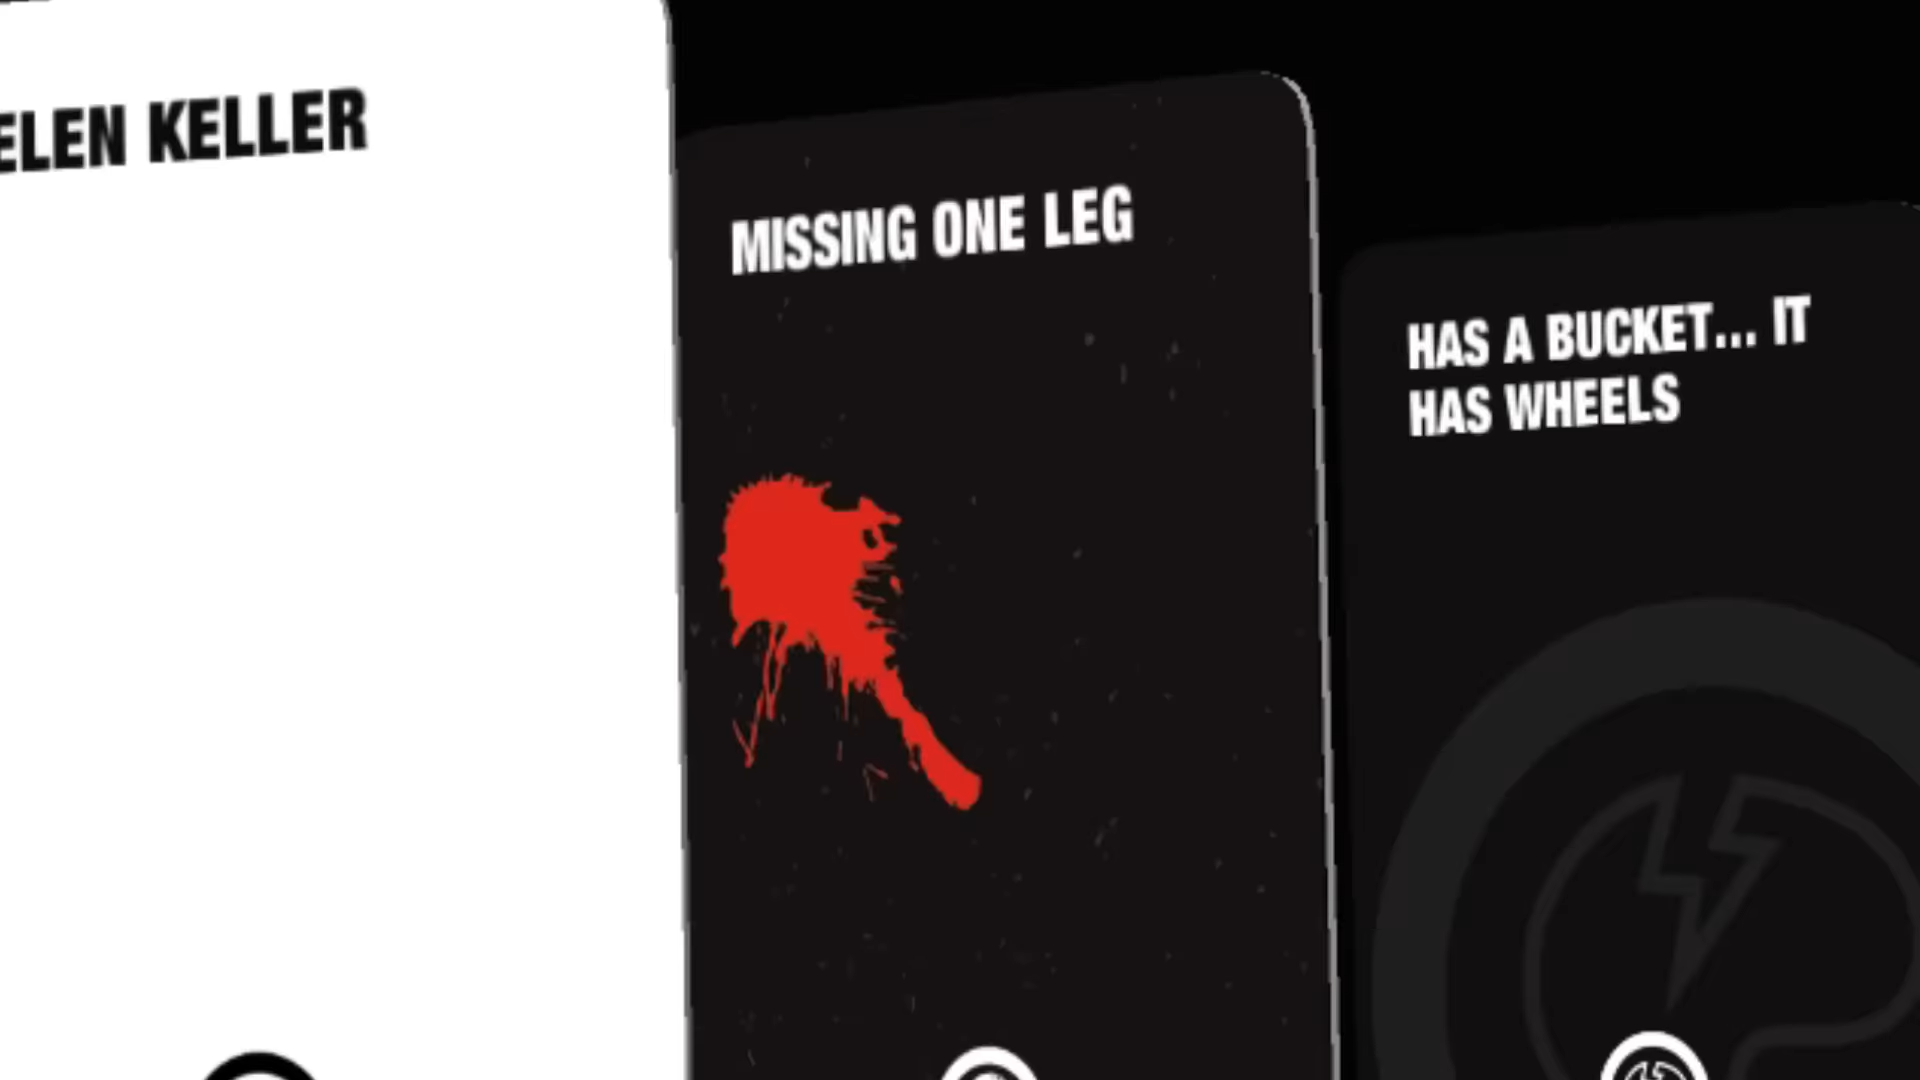 ELEN KELLER
MISSING ONE LEG
HAS A BUCKET... IT
HAS WHEELS